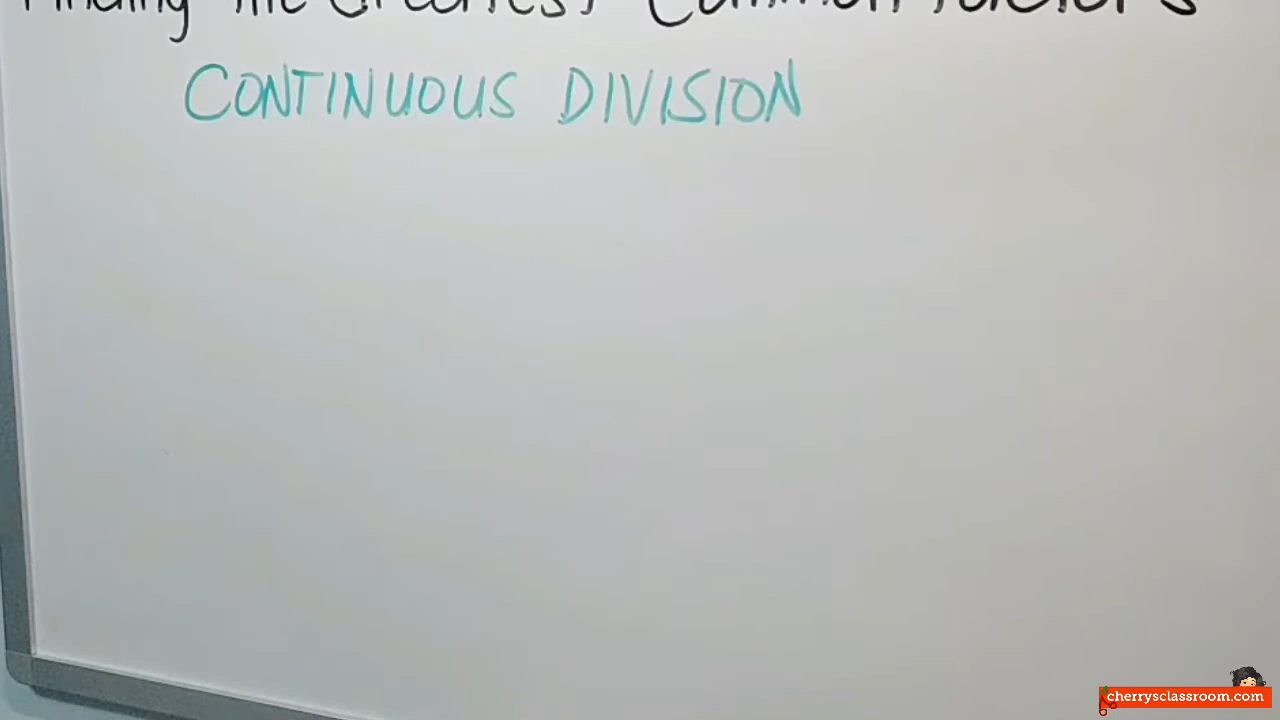 Finding the Greatest Common Factors
CONTINUOUS DIVISION
cherrysclassroom.com